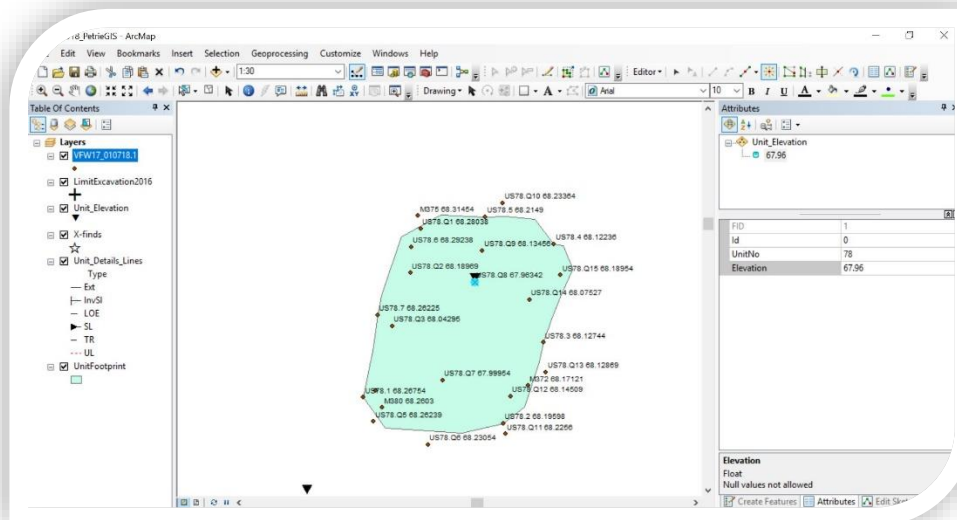 18_PetrieGIS - ArcMap
Edit View Bookmarks Insert Selection Geoprocessing Customize Windows Help
1:30
Editor
Drawing
Arial
10
B I U A
Table Of Contents
Layers
VFW17_010718.1
LimitExcavation2016
Unit_Elevation
X-finds
Unit_Details_Lines
Type
Ext
InvSl
LOE
SL
TR
UL
UnitFootprint
US78.Q10 68.23364
M375 68.31454
US78.5 68.2149
US78.Q1 68.28038
US78.4 68.12236
US78.6 68.29238
US78.Q9 68.13456
US78.Q2 68.18969
US78.Q8 67.96342
US78.Q15 68.18954
US78.Q14 68.07527
US78.7 68.26225
US78.Q3 68.04296
US78.3 68.12744
US78.Q13 68.12869
US78.Q7 67.99954
M372 68.17121
US78.1 68.26754
US78.Q12 68.14509
M380 68.2603
US78.Q5 68.26239
US78.2 68.19598
US78.Q11 68.2256
US78.Q6 68.23054
Attributes
Unit_Elevation
67.96
FID 1
Id 0
UnitNo 78
Elevation 67.96
Elevation
Float
Null values not allowed
Create Features Attributes Edit Sket